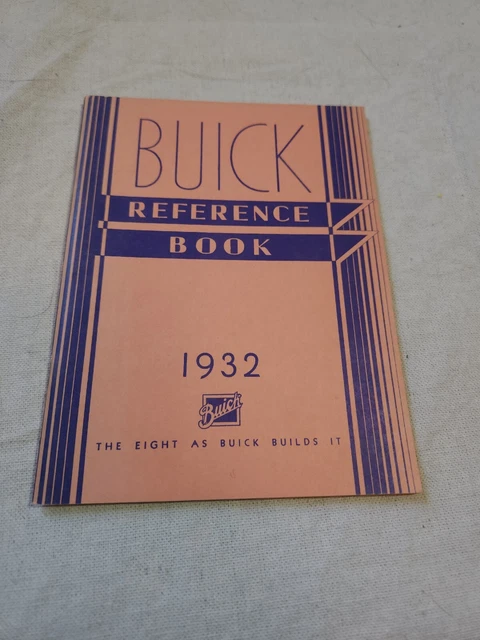 BUICK
REFERENCE
BOOK
1932
Buick
THE EIGHT AS BUICK BUILDS IT